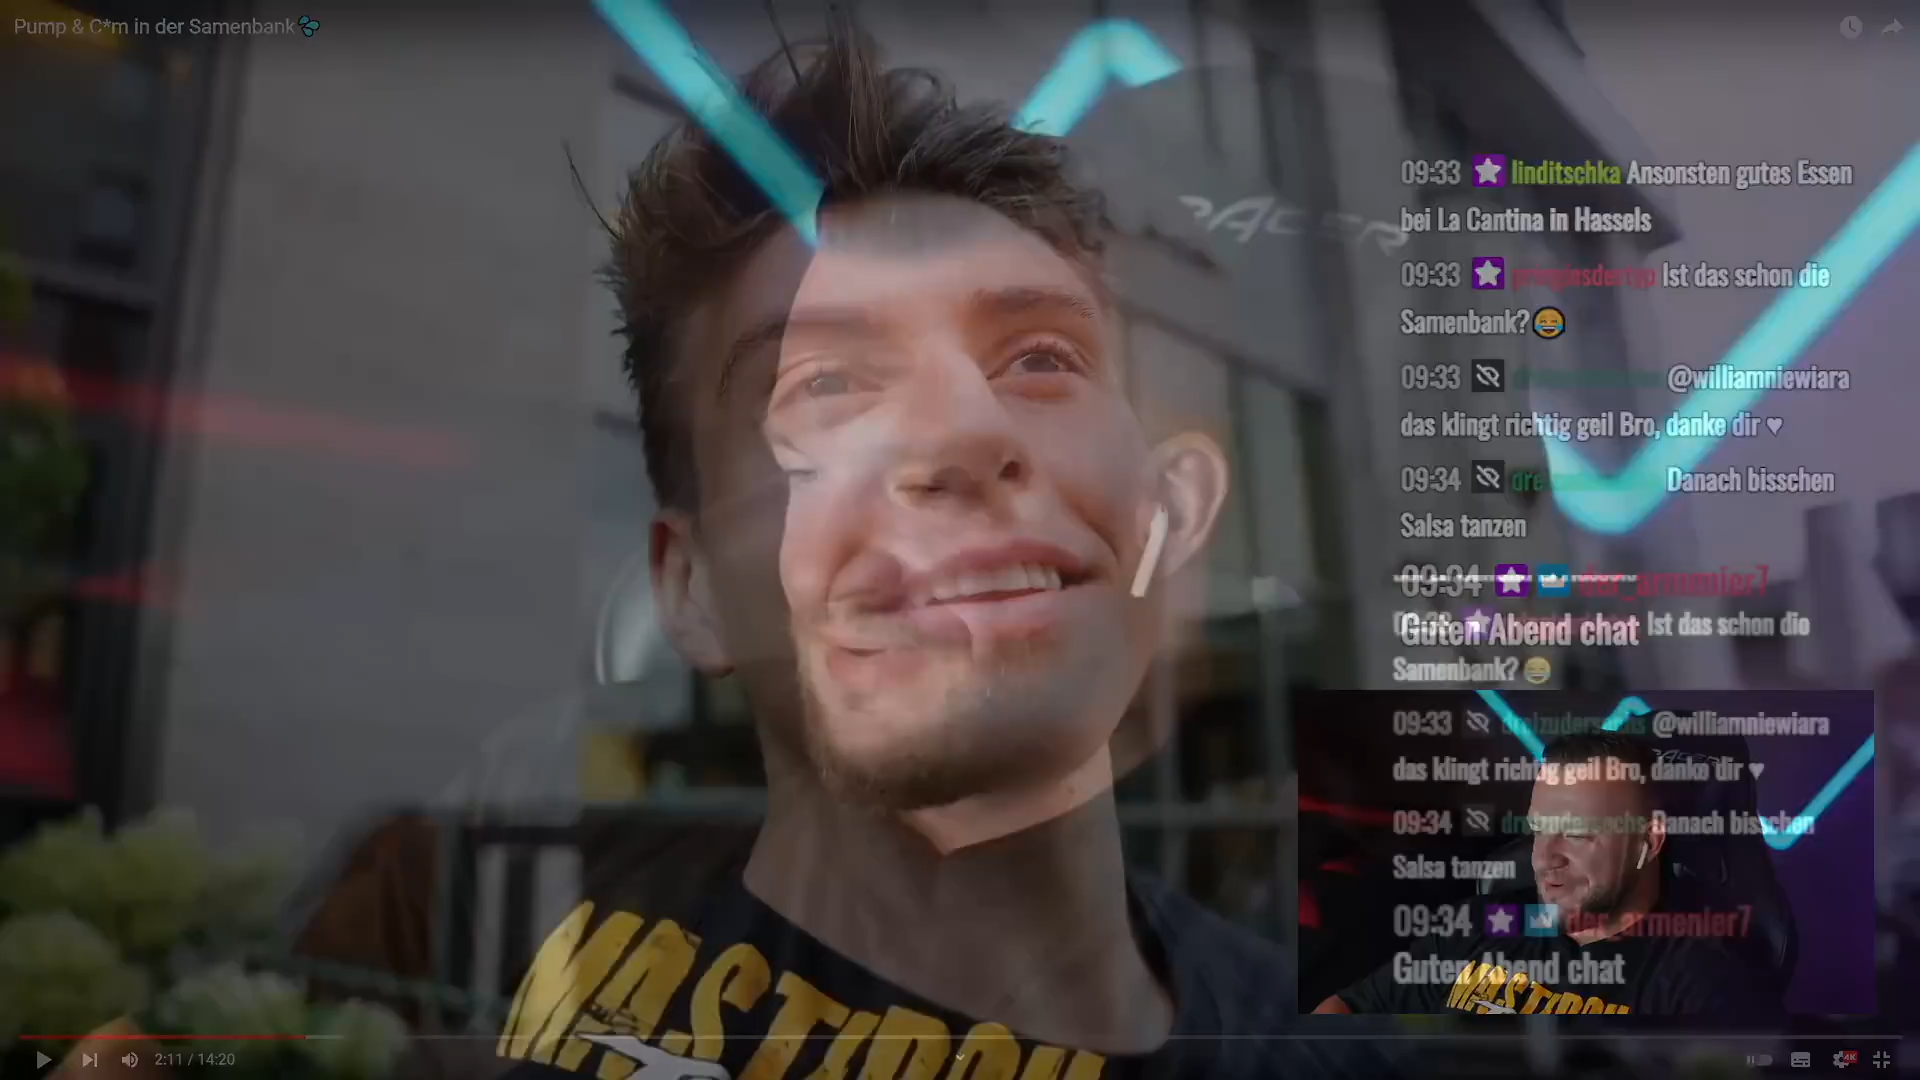 Pump & C*m in der Samenbank
09:33 linditschka Ansonsten gutes Essen
bei La Cantina in Hassels
09:33 Ist das schon die
Samenbank?😂
09:33 @williamniewiara
das klingt richtig geil Bro, danke dir ♥
09:34 Danach bisschen
Salsa tanzen
09:34
Guten Abend chat
Ist das schon die
Samenbank?😂
09:33 dreizudersechs @williamniewiara
das klingt richtig geil Bro, danke dir ♥
09:34 dreizudersechs Danach bisschen
Salsa tanzen
09:34 der_armenier7
Guten Abend chat
2:11 / 14:20
4K